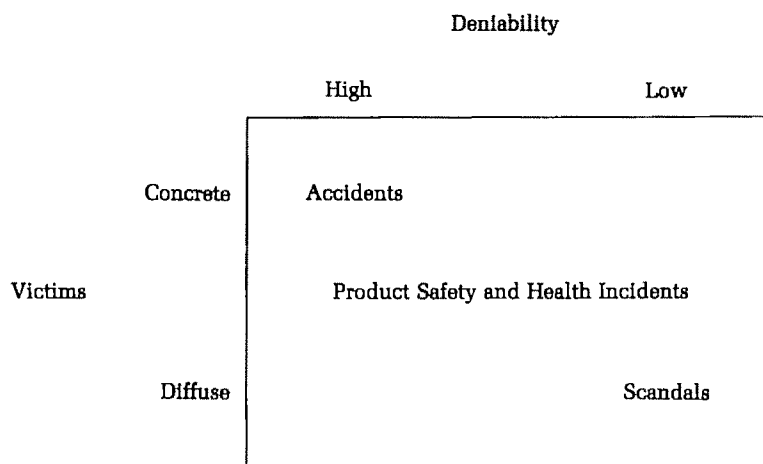 Deniability
High Low
Concrete Accidents
Victims Product Safety and Health Incidents
Diffuse Scandals